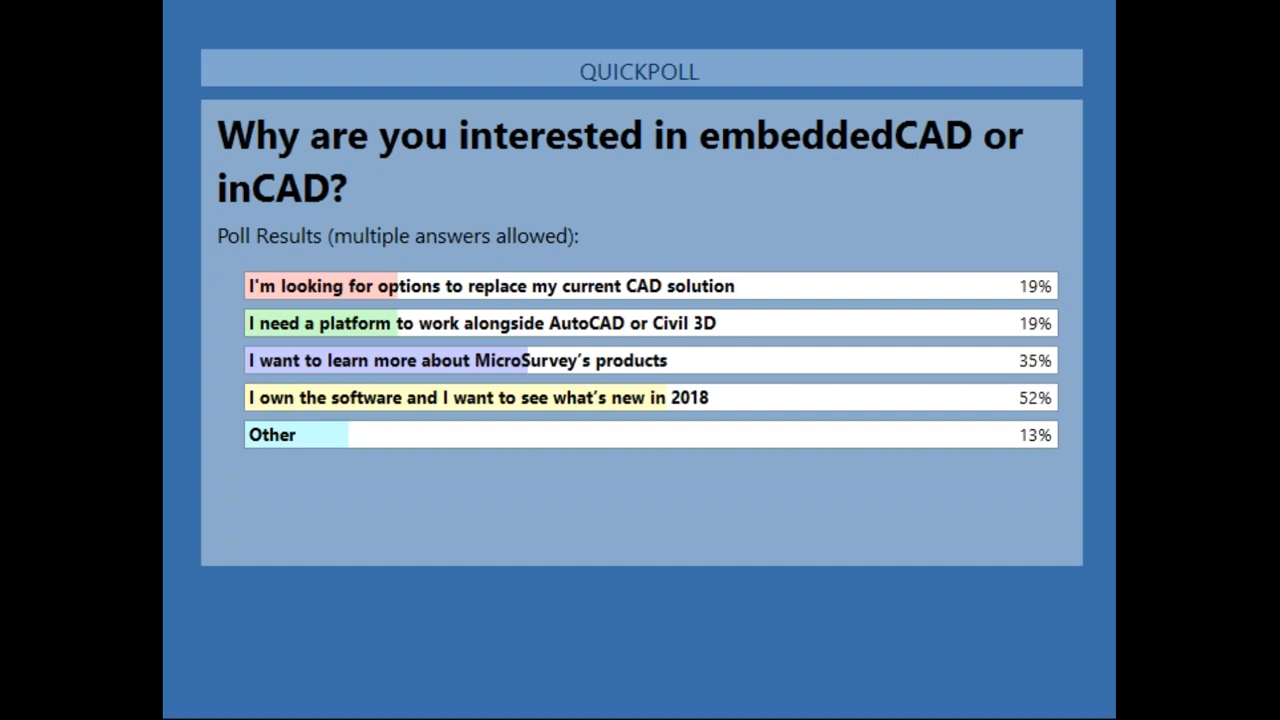 QUICKPOLL
Why are you interested in embeddedCAD or
inCAD?
Poll Results (multiple answers allowed):
I'm looking for options to replace my current CAD solution 19%
I need a platform to work alongside AutoCAD or Civil 3D 19%
I want to learn more about MicroSurvey’s products 35%
I own the software and I want to see what’s new in 2018 52%
Other 13%